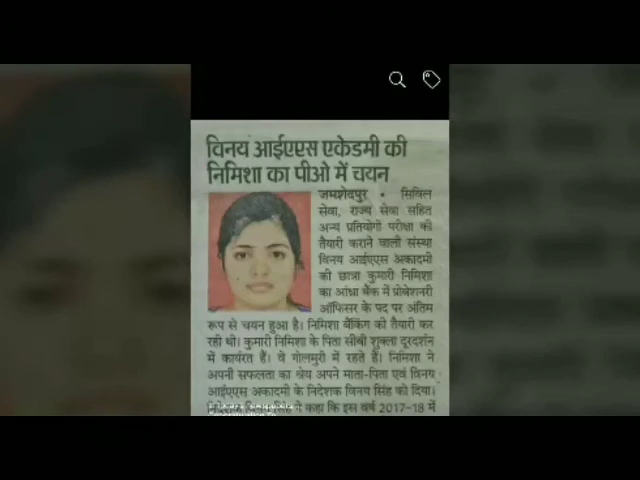 विनय आईएएस एकेडमी की
निमिशा का पीओ में चयन
जमशेदपुर • सिविल
सेवा, राज्य सेवा सहित
अन्य प्रतियोगी परीक्षा की
तैयारी कराने वाली संस्था
विनय आईएएस अकादमी
की छात्रा कुमारी निमिशा
का आंध्रा बैंक में प्रोबेशनरी
ऑफिसर के पद पर अंतिम
रूप से चयन हुआ है। निमिशा बैंकिंग की तैयारी कर
रही थी। कुमारी निमिशा के पिता सीबी शुक्ला दूरदर्शन
में कार्यरत हैं। वे गोलमुरी में रहते हैं। निमिशा ने
अपनी सफलता का श्रेय अपने माता-पिता एवं विनय
आईएएस अकादमी के निदेशक विनय सिंह को दिया।
सिंह ने कहा कि इस वर्ष 2017-18 में